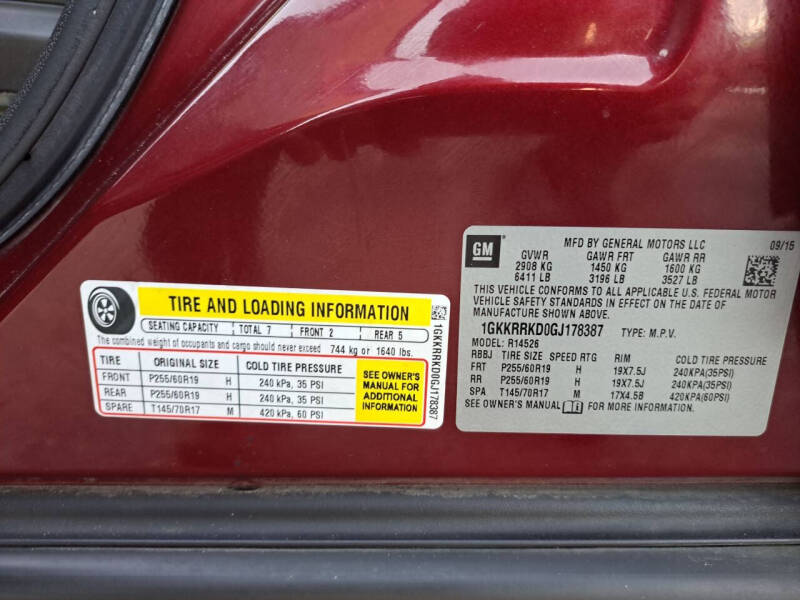 TIRE AND LOADING INFORMATION
SEATING CAPACITY TOTAL 7 FRONT 2 REAR 5
The combined weight of occupants and cargo should never exceed 744 kg or 1640 lbs.
TIRE ORIGINAL SIZE COLD TIRE PRESSURE
FRONT P255/60R19 H 240 kPa, 35 PSI
REAR P255/60R19 H 240 kPa, 35 PSI
SPARE T145/70R17 M 420 kPa, 60 PSI
SEE OWNER'S
MANUAL FOR
ADDITIONAL
INFORMATION
1GKKRRKD0GJ178387
GM
MFD BY GENERAL MOTORS LLC 09/15
GVWR GAWR FRT GAWR RR
2908 KG 1450 KG 1600 KG
6411 LB 3196 LB 3527 LB
THIS VEHICLE CONFORMS TO ALL APPLICABLE U.S. FEDERAL MOTOR
VEHICLE SAFETY STANDARDS IN EFFECT ON THE DATE OF
MANUFACTURE SHOWN ABOVE.
1GKKRRKD0GJ178387 TYPE: M.P.V.
MODEL: R14526
RBBJ TIRE SIZE SPEED RTG RIM COLD TIRE PRESSURE
FRT P255/60R19 H 19X7.5J 240KPA(35PSI)
RR P255/60R19 H 19X7.5J 240KPA(35PSI)
SPA T145/70R17 M 17X4.5B 420KPA(60PSI)
SEE OWNER'S MANUAL FOR MORE INFORMATION.